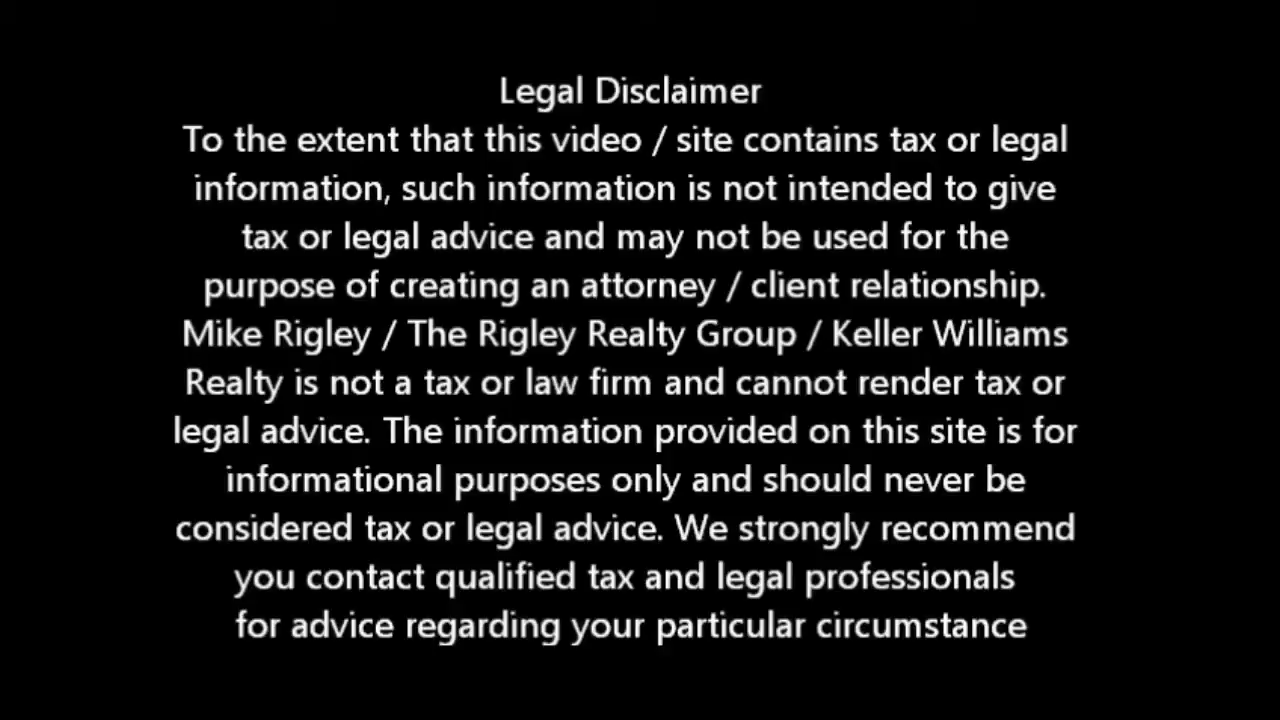 Legal Disclaimer
To the extent that this video / site contains tax or legal
information, such information is not intended to give
tax or legal advice and may not be used for the
purpose of creating an attorney / client relationship.
Mike Rigley / The Rigley Realty Group / Keller Williams
Realty is not a tax or law firm and cannot render tax or
legal advice. The information provided on this site is for
informational purposes only and should never be
considered tax or legal advice. We strongly recommend
you contact qualified tax and legal professionals
for advice regarding your particular circumstance